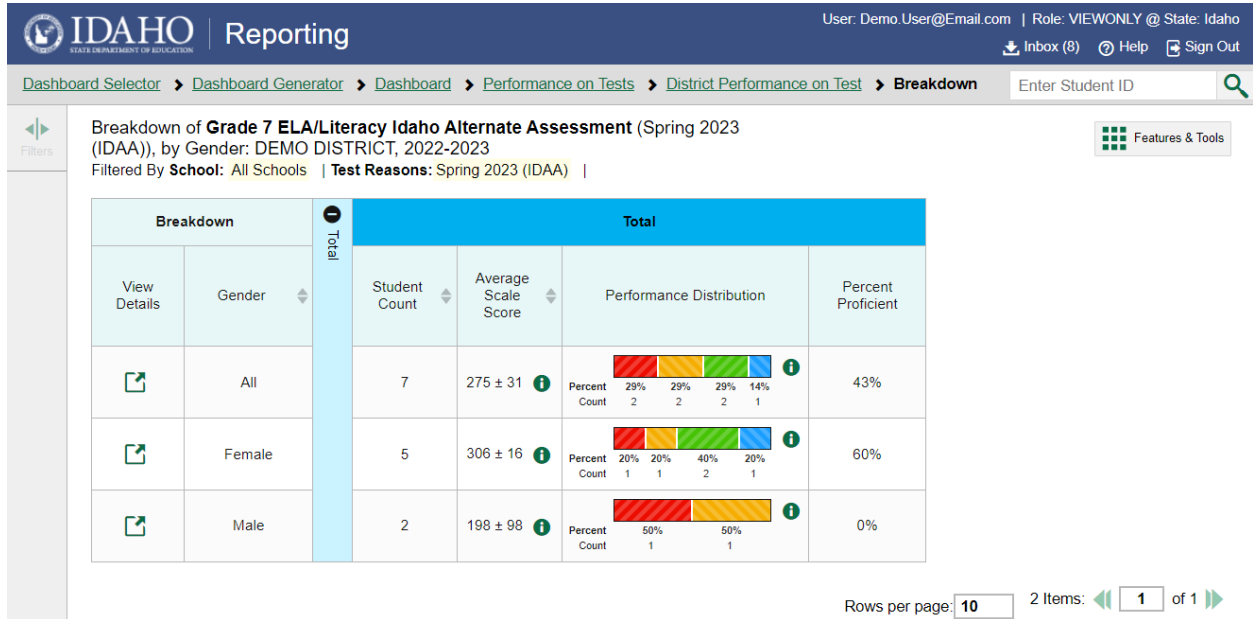 IDAHO
STATE DEPARTMENT OF EDUCATION
Reporting
User: Demo.User@Email.com | Role: VIEWONLY @ State: Idaho
Inbox (8) Help Sign Out
Dashboard Selector Dashboard Generator Dashboard Performance on Tests District Performance on Test Breakdown
Enter Student ID
Filters
Breakdown of Grade 7 ELA/Literacy Idaho Alternate Assessment (Spring 2023
(IDAA)), by Gender: DEMO DISTRICT, 2022-2023
Filtered By School: All Schools | Test Reasons: Spring 2023 (IDAA) |
Features & Tools
Breakdown Total Total
View Details Gender Student Count Average Scale Score Performance Distribution Percent Proficient
All 7 275 ± 31 43%
Percent 29% 29% 29% 14%
Count 2 2 2 1
Female 5 306 ± 16 60%
Percent 20% 20% 40% 20%
Count 1 1 2 1
Male 2 198 ± 98 0%
Percent 50% 50%
Count 1 1
Rows per page: 10 2 Items: 1 of 1